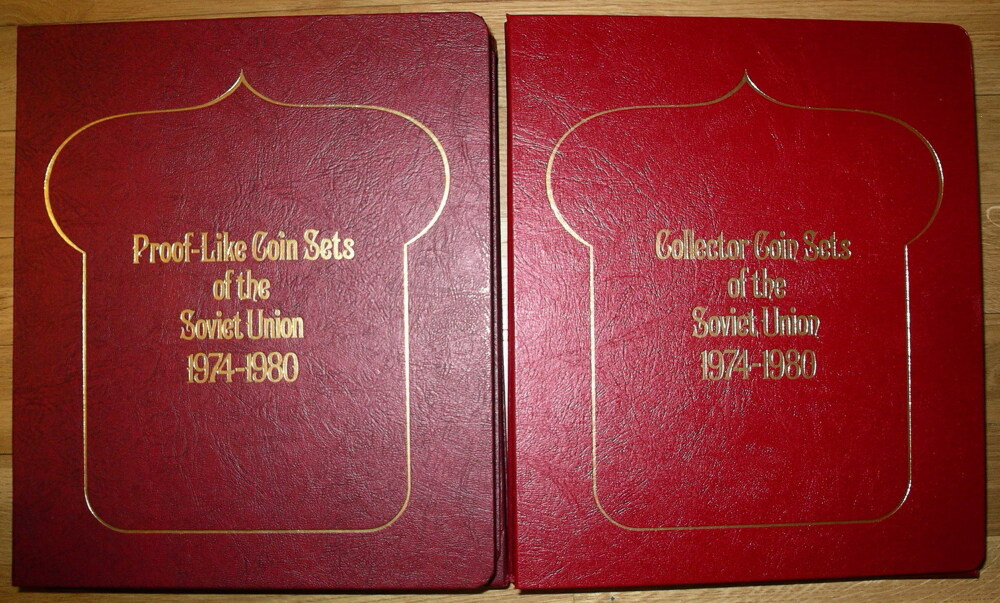 Proof-Like Coin Sets
of the
Soviet Union
1974-1980
Collector Coin Sets
of the
Soviet Union
1974-1980